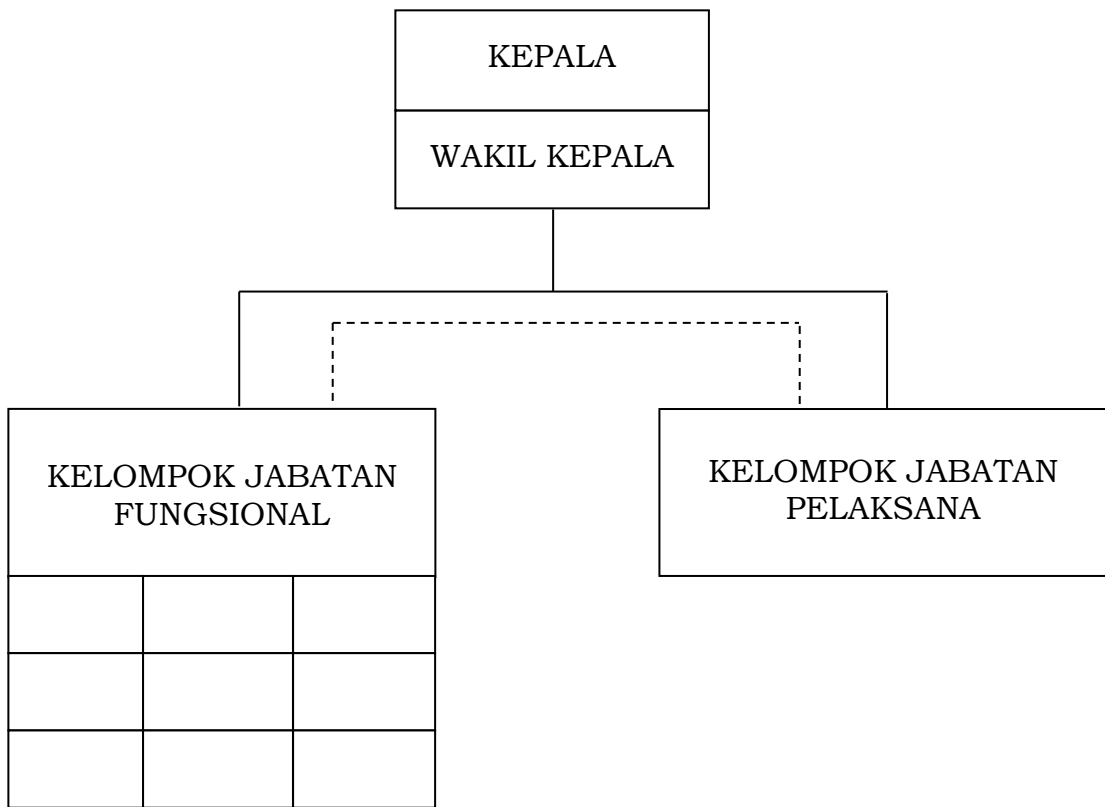 KEPALA
WAKIL KEPALA
KELOMPOK JABATAN
FUNGSIONAL
KELOMPOK JABATAN
PELAKSANA